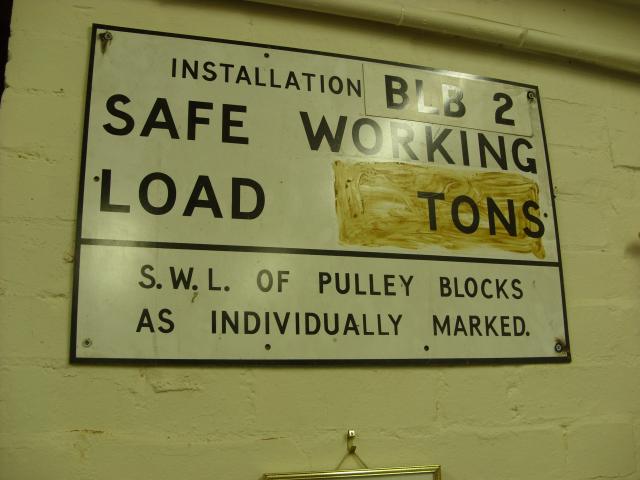 INSTALLATION BLB 2
SAFE WORKING
LOAD TONS
S.W.L. OF PULLEY BLOCKS
AS INDIVIDUALLY MARKED.